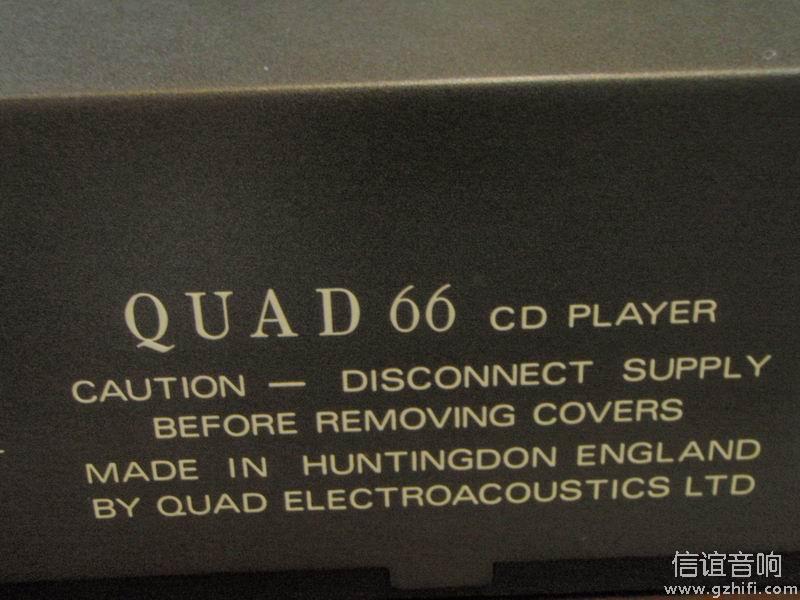 QUAD 66 CD PLAYER
CAUTION — DISCONNECT SUPPLY
BEFORE REMOVING COVERS
MADE IN HUNTINGDON ENGLAND
BY QUAD ELECTROACOUSTICS LTD
信谊音响
www.gzhifi.com